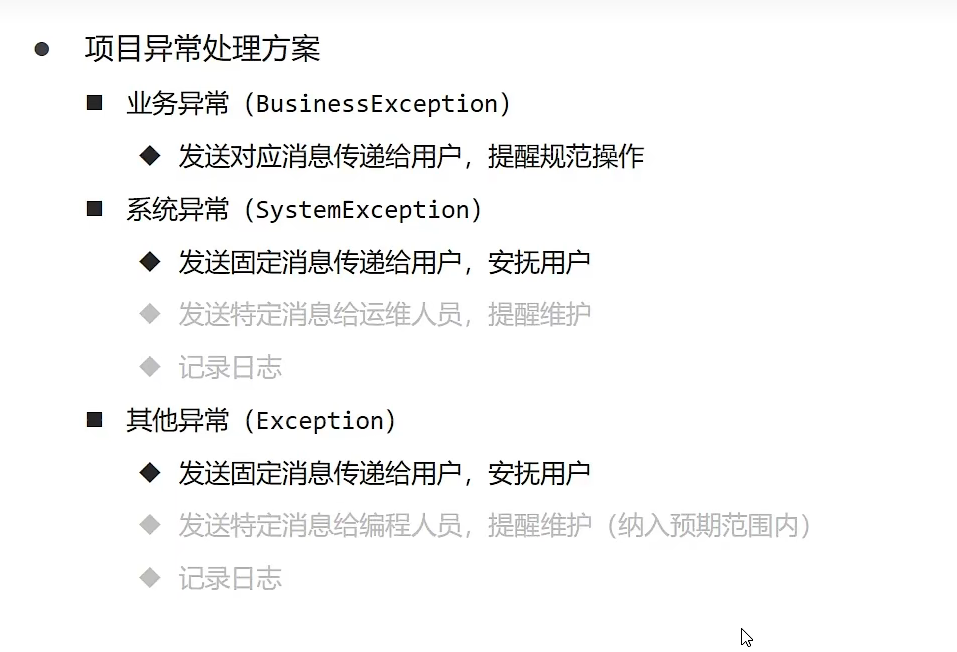 项目异常处理方案
业务异常（BusinessException）
发送对应消息传递给用户，提醒规范操作
系统异常（SystemException）
发送固定消息传递给用户，安抚用户
发送特定消息给运维人员，提醒维护
记录日志
其他异常（Exception）
发送固定消息传递给用户，安抚用户
发送特定消息给编程人员，提醒维护（纳入预期范围内）
记录日志